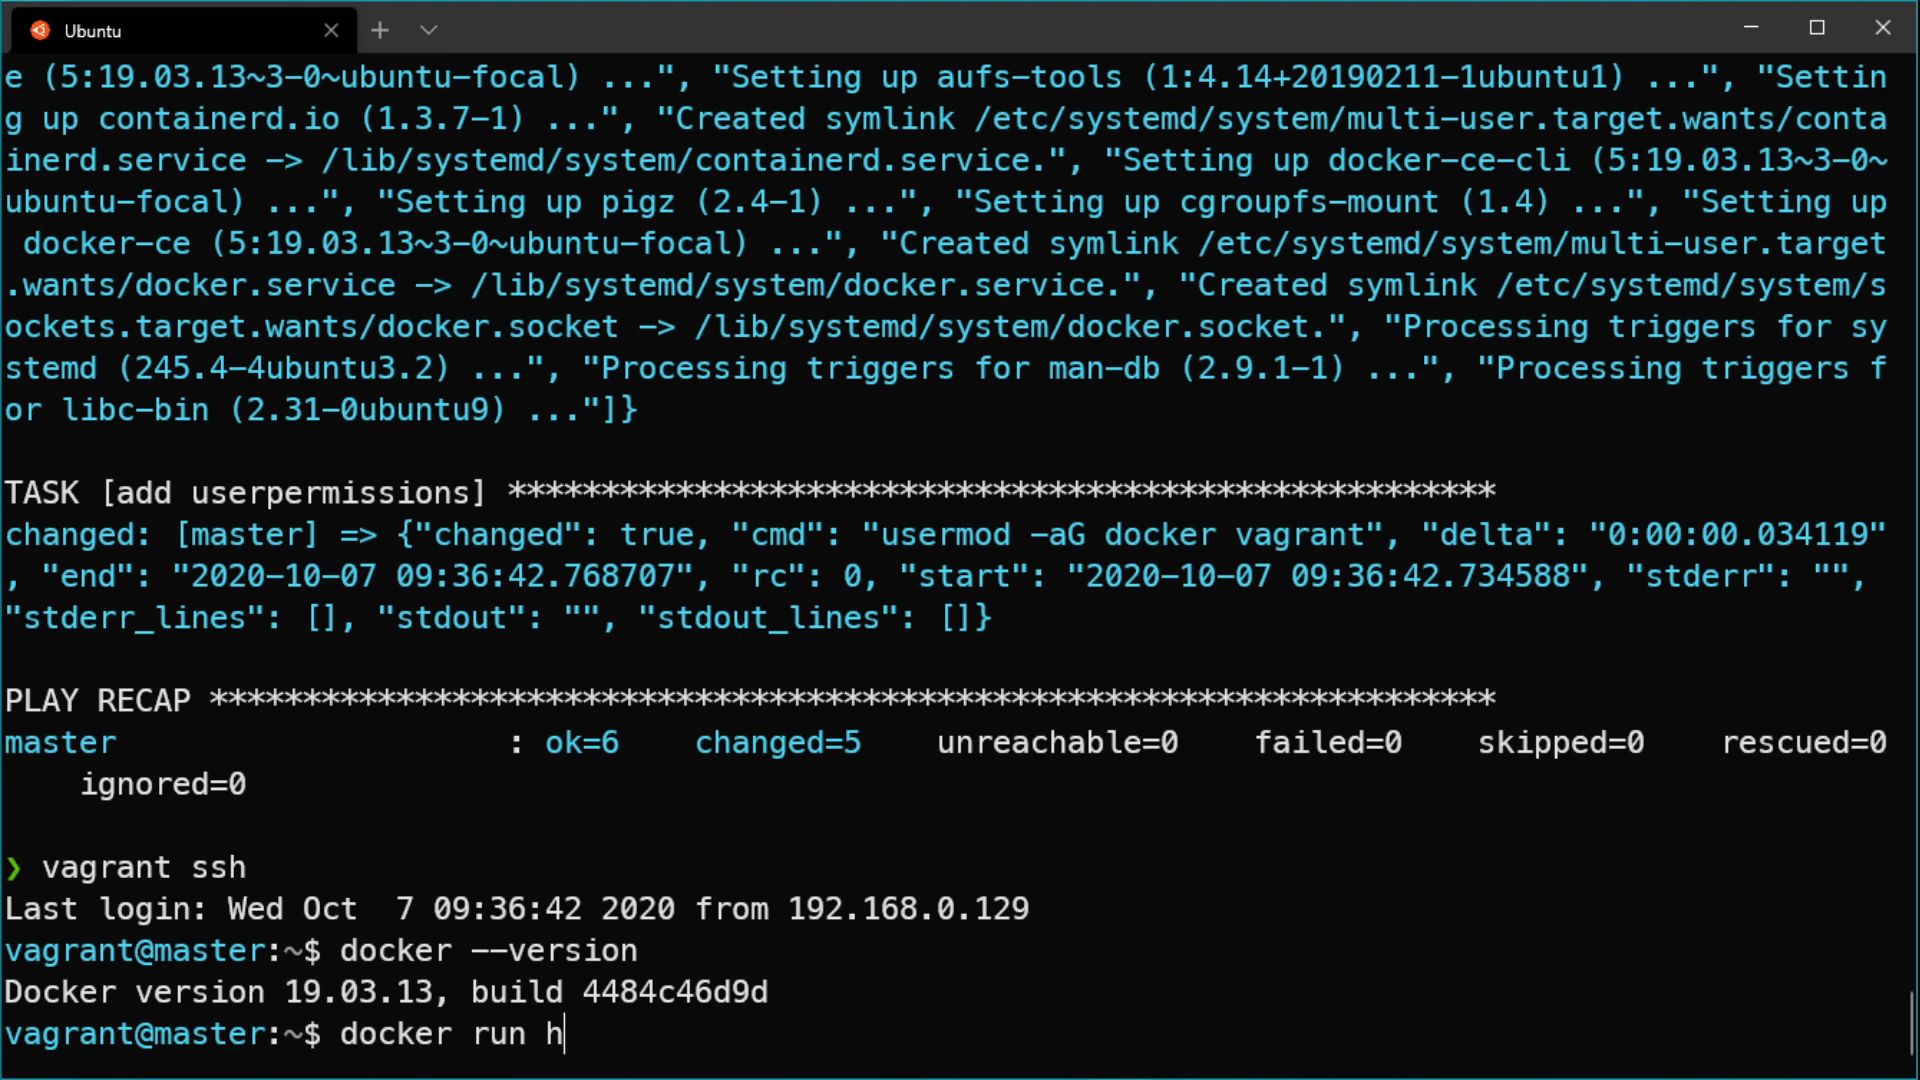 Ubuntu
e (5:19.03.13~3-0~ubuntu-focal) ...", "Setting up aufs-tools (1:4.14+20190211-1ubuntu1) ...", "Settin
g up containerd.io (1.3.7-1) ...", "Created symlink /etc/systemd/system/multi-user.target.wants/conta
inerd.service -> /lib/systemd/system/containerd.service.", "Setting up docker-ce-cli (5:19.03.13~3-0~
ubuntu-focal) ...", "Setting up pigz (2.4-1) ...", "Setting up cgroupfs-mount (1.4) ...", "Setting up
 docker-ce (5:19.03.13~3-0~ubuntu-focal) ...", "Created symlink /etc/systemd/system/multi-user.target
.wants/docker.service -> /lib/systemd/system/docker.service.", "Created symlink /etc/systemd/system/s
ockets.target.wants/docker.socket -> /lib/systemd/system/docker.socket.", "Processing triggers for sy
stemd (245.4-4ubuntu3.2) ...", "Processing triggers for man-db (2.9.1-1) ...", "Processing triggers f
or libc-bin (2.31-0ubuntu9) ..."]}
TASK [add userpermissions] *****************************************************
changed: [master] => {"changed": true, "cmd": "usermod -aG docker vagrant", "delta": "0:00:00.034119"
, "end": "2020-10-07 09:36:42.768707", "rc": 0, "start": "2020-10-07 09:36:42.734588", "stderr": "",
"stderr_lines": [], "stdout": "", "stdout_lines": []}
PLAY RECAP *********************************************************************
master                     : ok=6    changed=5    unreachable=0    failed=0    skipped=0    rescued=0
    ignored=0
❯ vagrant ssh
Last login: Wed Oct  7 09:36:42 2020 from 192.168.0.129
vagrant@master:~$ docker --version
Docker version 19.03.13, build 4484c46d9d
vagrant@master:~$ docker run h